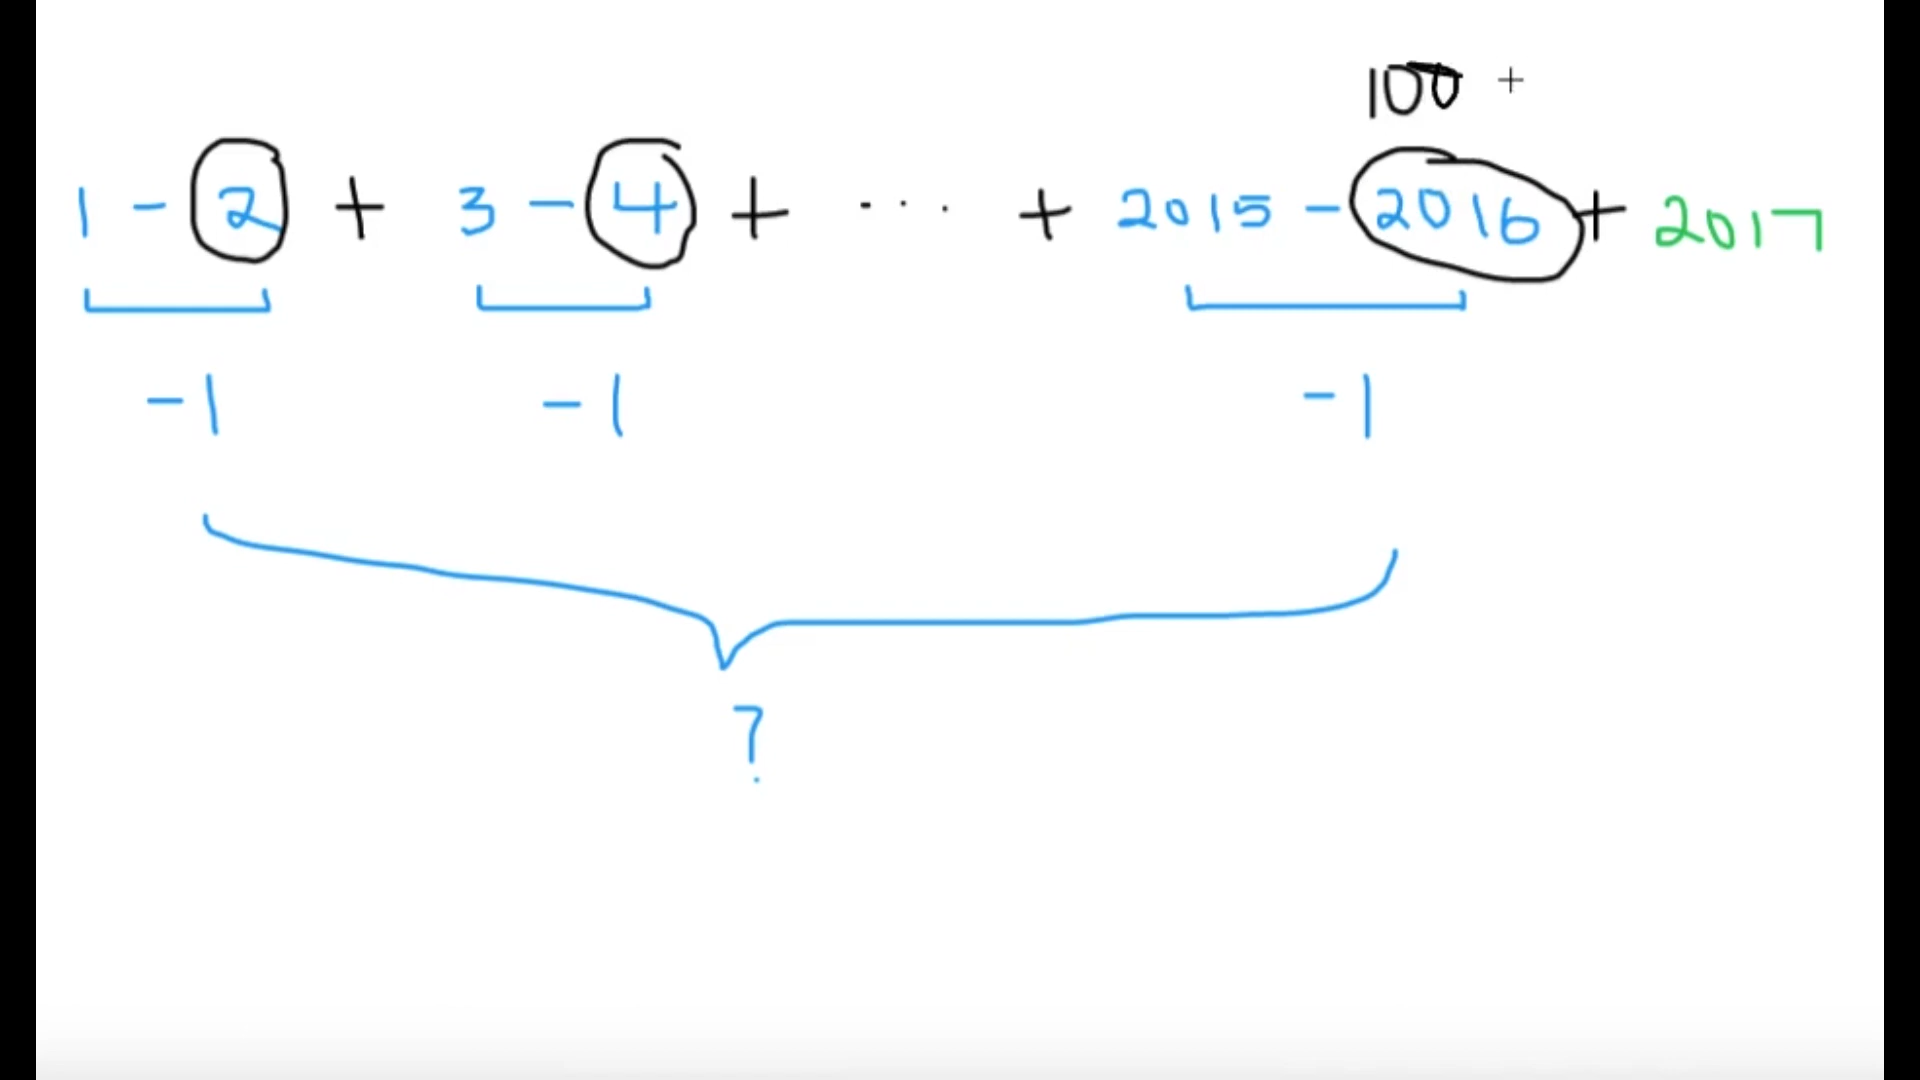 100
1 - 2 + 3 - 4 + ... + 2015 - 2016 + 2017
-1 -1 -1
?